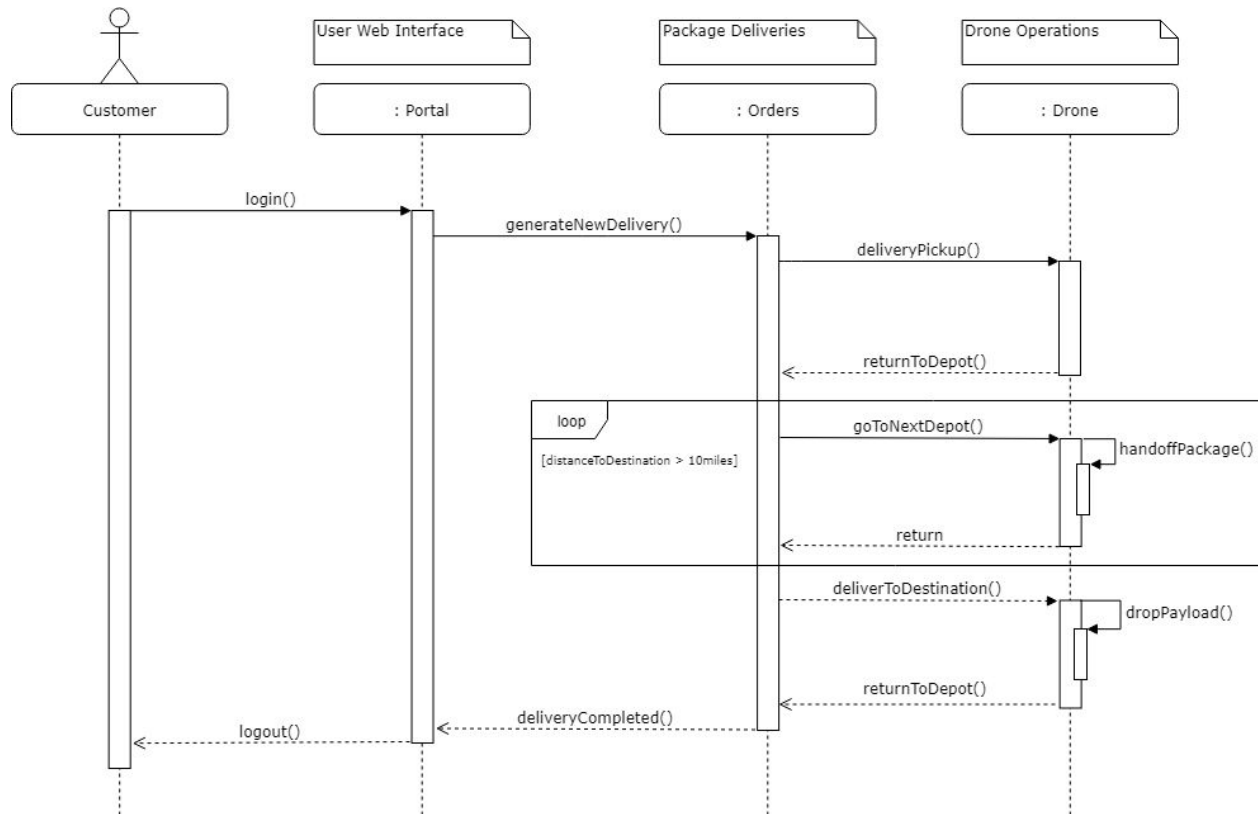 User Web Interface
Package Deliveries
Drone Operations
Customer
: Portal
: Orders
: Drone
login()
generateNewDelivery()
deliveryPickup()
returnToDepot()
loop
goToNextDepot()
handoffPackage()
[distanceToDestination > 10miles]
return
deliverToDestination()
dropPayload()
returnToDepot()
deliveryCompleted()
logout()